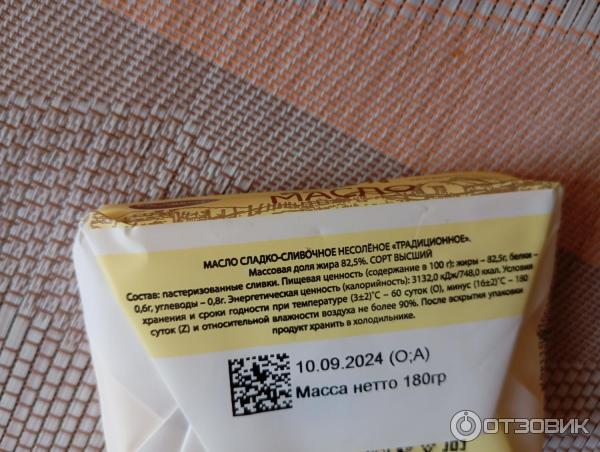 МАСЛО
МАСЛО СЛАДКО-СЛИВОЧНОЕ НЕСОЛЁНОЕ «ТРАДИЦИОННОЕ».
Массовая доля жира 82,5%. СОРТ ВЫСШИЙ
Состав: пастеризованные сливки. Пищевая ценность (содержание в 100 г): жиры – 82,5г, белки –
0,6г, углеводы – 0,8г. Энергетическая ценность (калорийность): 3132,0 кДж/748,0 ккал. Условия
хранения и сроки годности при температуре (3±2)˚С – 60 суток (О), минус (16±2)˚С – 180
суток (Z) и относительной влажности воздуха не более 90%. После вскрытия упаковки
продукт хранить в холодильнике.
10.09.2024 (О;А)
Масса нетто 180гр
ОТЗОВИК